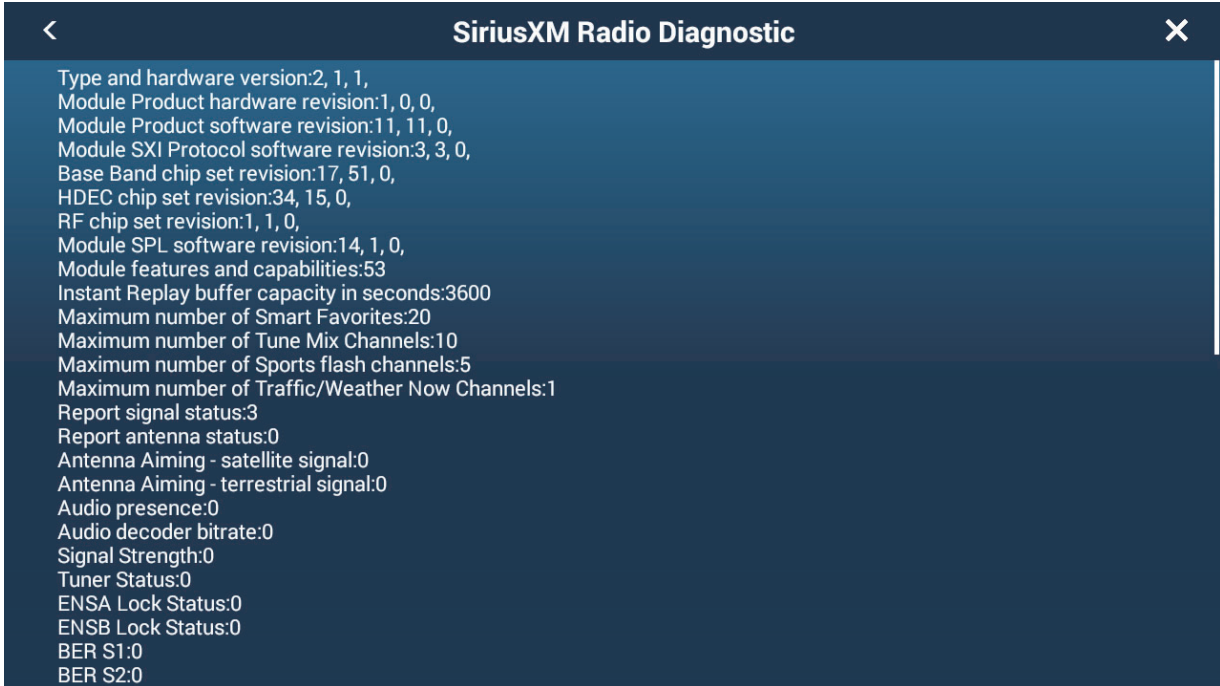 SiriusXM Radio Diagnostic
Type and hardware version:2, 1, 1,
Module Product hardware revision:1, 0, 0,
Module Product software revision:11, 11, 0,
Module SXI Protocol software revision:3, 3, 0,
Base Band chip set revision:17, 51, 0,
HDEC chip set revision:34, 15, 0,
RF chip set revision:1, 1, 0,
Module SPL software revision:14, 1, 0,
Module features and capabilities:53
Instant Replay buffer capacity in seconds:3600
Maximum number of Smart Favorites:20
Maximum number of Tune Mix Channels:10
Maximum number of Sports flash channels:5
Maximum number of Traffic/Weather Now Channels:1
Report signal status:3
Report antenna status:0
Antenna Aiming - satellite signal:0
Antenna Aiming - terrestrial signal:0
Audio presence:0
Audio decoder bitrate:0
Signal Strength:0
Tuner Status:0
ENSA Lock Status:0
ENSB Lock Status:0
BER S1:0
BER S2:0